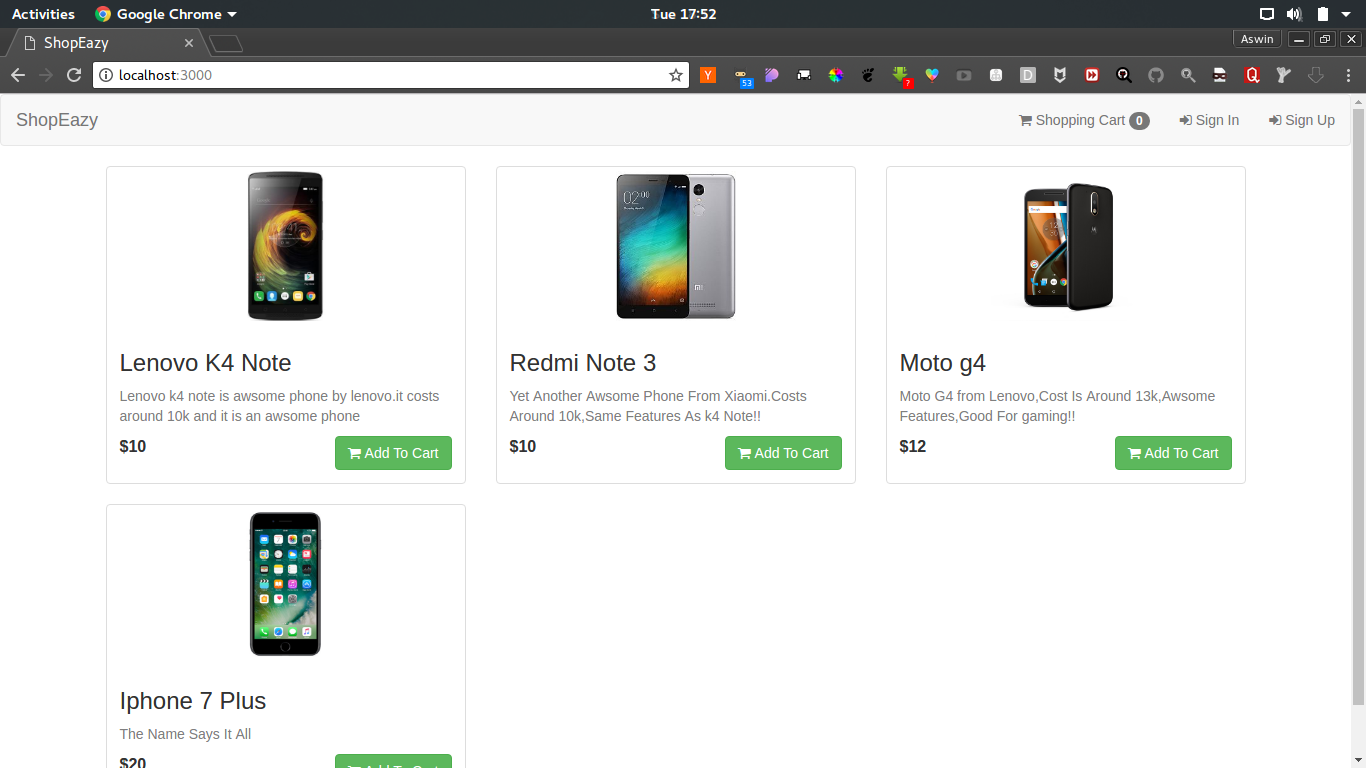 Activities Google Chrome Tue 17:52
ShopEazy Aswin
localhost:3000 53 ?
ShopEazy Shopping Cart 0 Sign In Sign Up
Lenovo K4 Note
Lenovo k4 note is awsome phone by lenovo.it costs
around 10k and it is an awsome phone
$10 Add To Cart
Redmi Note 3
Yet Another Awsome Phone From Xiaomi.Costs
Around 10k,Same Features As k4 Note!!
$10 Add To Cart
Moto g4
Moto G4 from Lenovo,Cost Is Around 13k,Awsome
Features,Good For gaming!!
$12 Add To Cart
Iphone 7 Plus
The Name Says It All
$20 Add To Cart